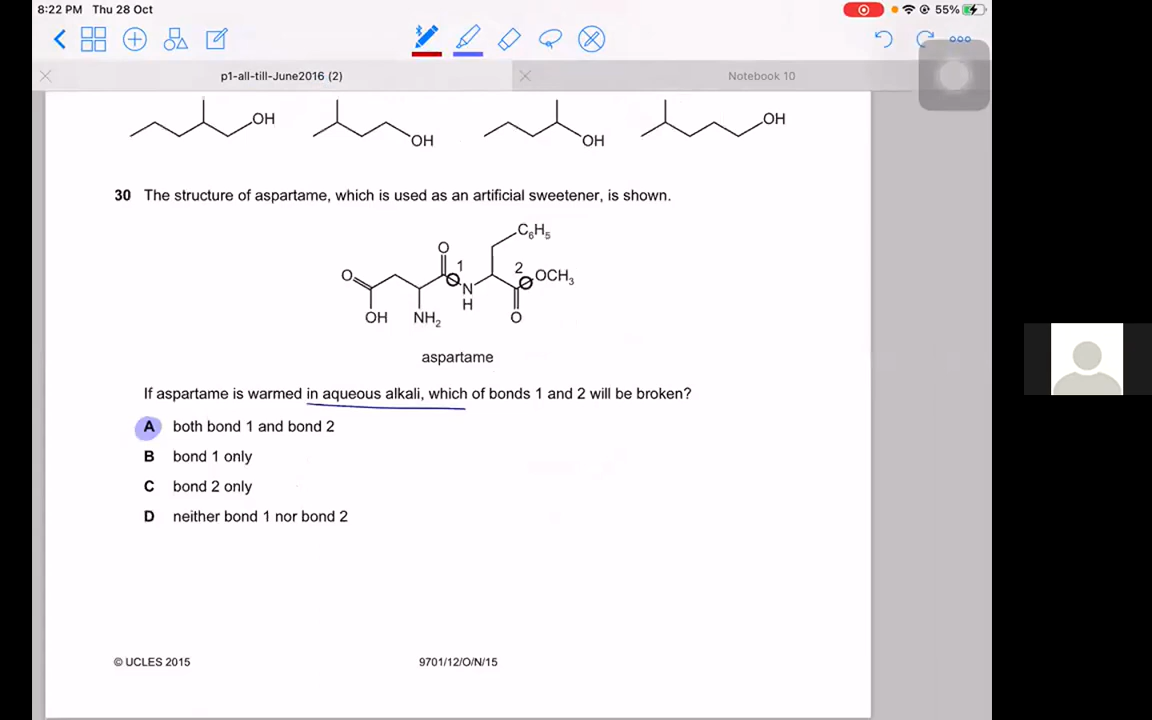 8:22 PM Thu 28 Oct
55%
p1-all-till-June2016 (2)
Notebook 10
OH
OH
OH
OH
30 The structure of aspartame, which is used as an artificial sweetener, is shown.
C6H5
O
1
2
O
OCH3
N
H
OH
NH2
O
aspartame
If aspartame is warmed in aqueous alkali, which of bonds 1 and 2 will be broken?
A both bond 1 and bond 2
B bond 1 only
C bond 2 only
D neither bond 1 nor bond 2
© UCLES 2015
9701/12/O/N/15